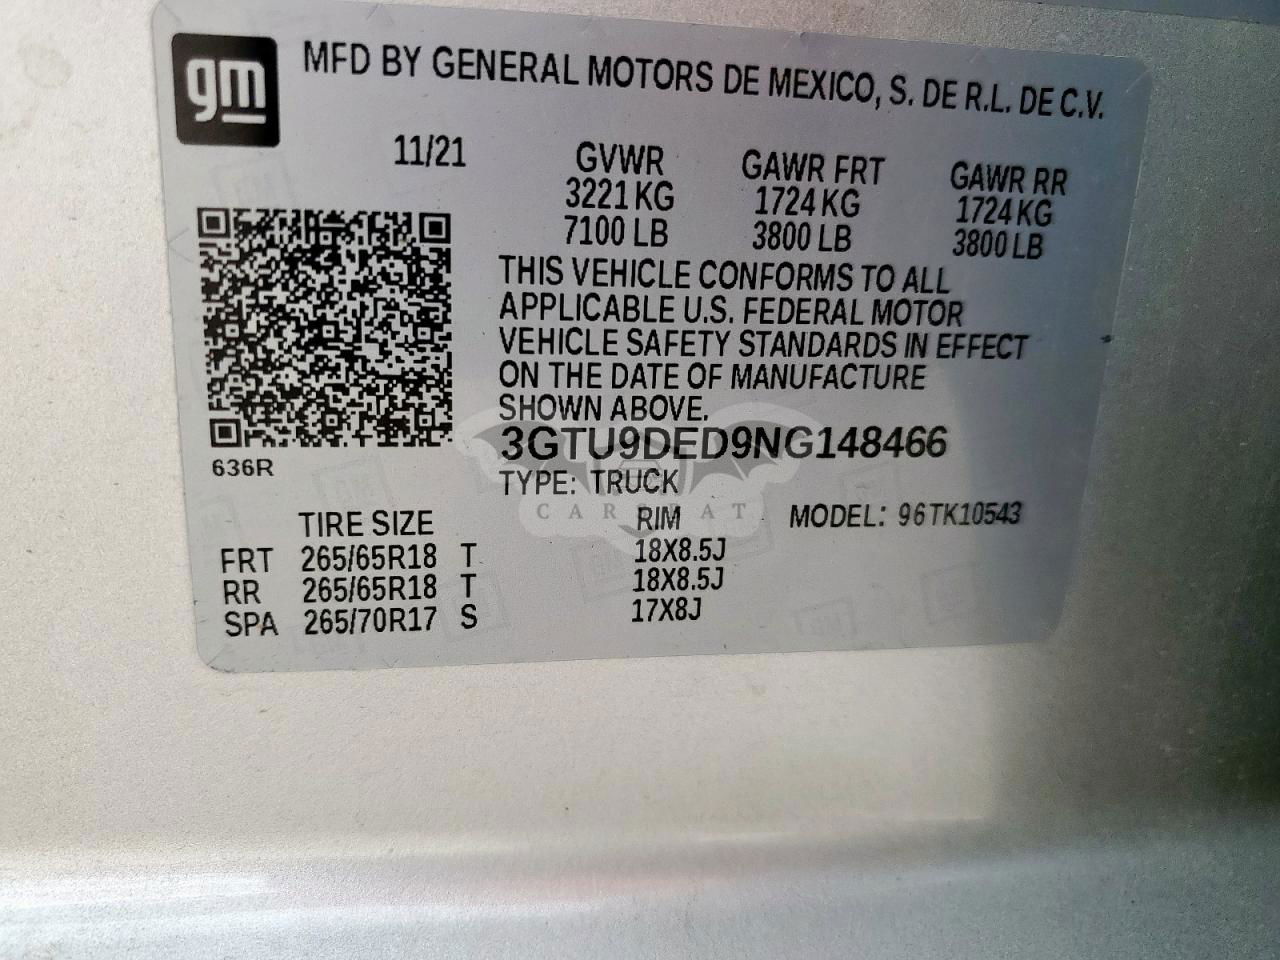 gm
MFD BY GENERAL MOTORS DE MEXICO, S. DE R.L. DE C.V.
11/21
GVWR GAWR FRT GAWR RR
3221 KG 1724 KG 1724 KG
7100 LB 3800 LB 3800 LB
THIS VEHICLE CONFORMS TO ALL
APPLICABLE U.S. FEDERAL MOTOR
VEHICLE SAFETY STANDARDS IN EFFECT
ON THE DATE OF MANUFACTURE
SHOWN ABOVE.
3GTU9DED9NG148466
636R
TYPE: TRUCK
TIRE SIZE RIM MODEL: 96TK10543
FRT 265/65R18 T 18X8.5J
RR 265/65R18 T 18X8.5J
SPA 265/70R17 S 17X8J